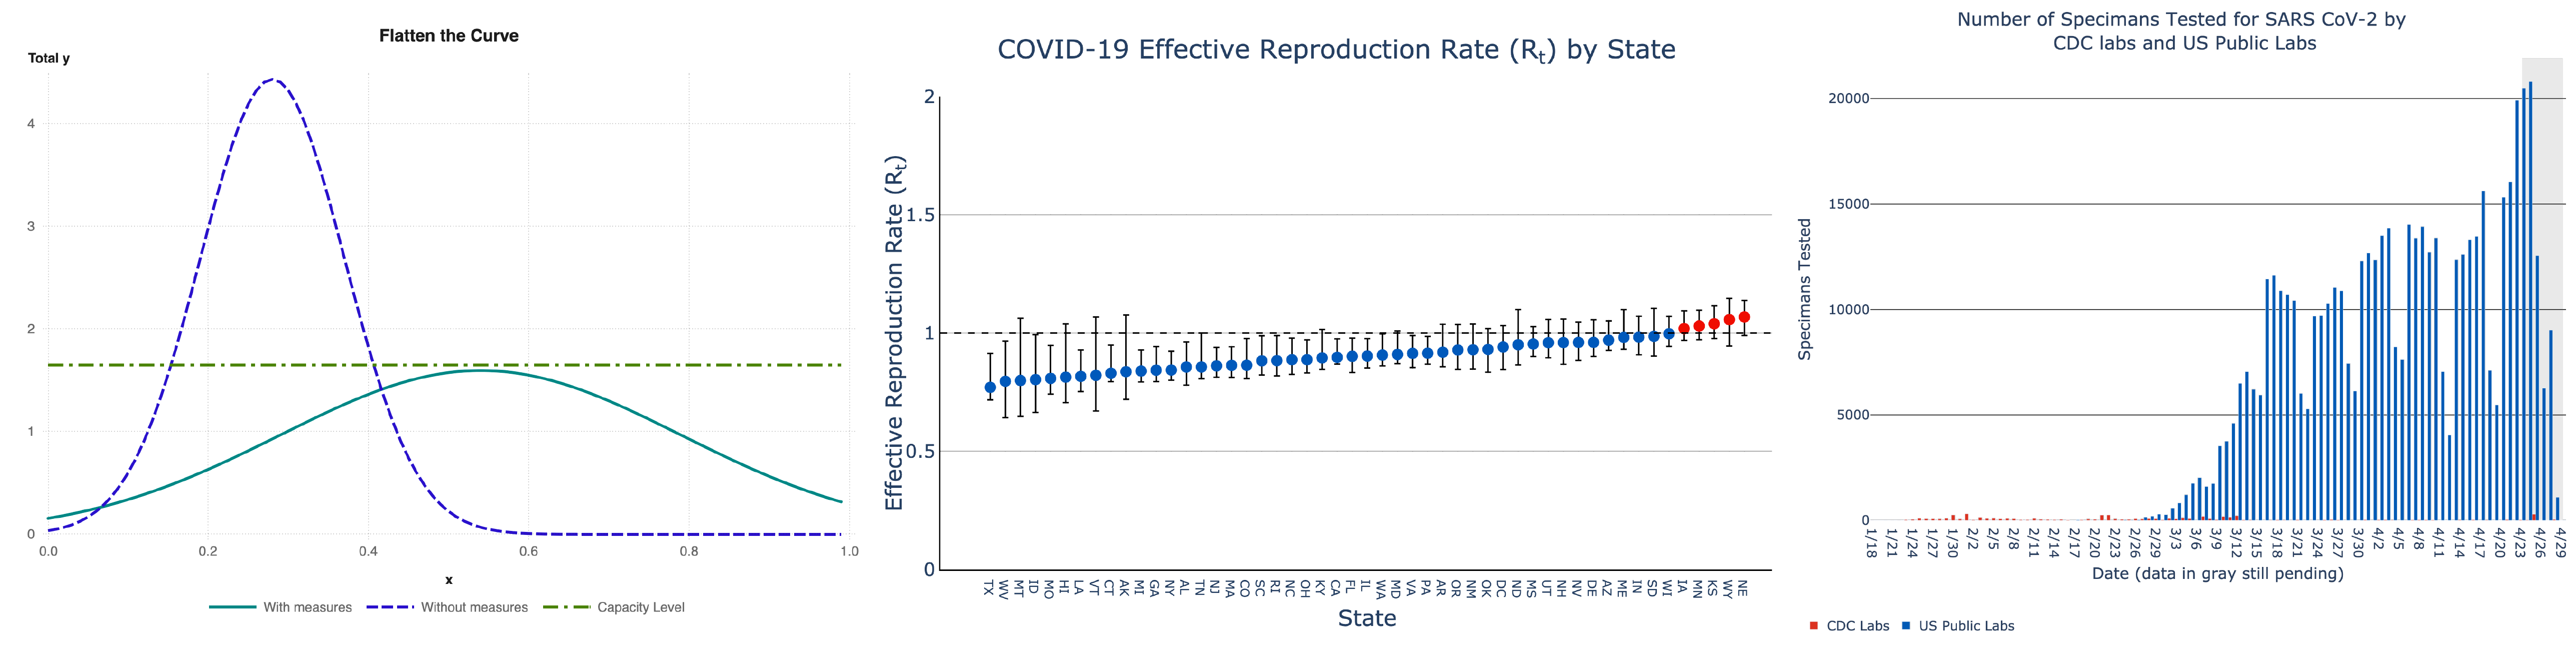 Flatten the Curve
Total y
4
3
2
1
0
0.0 0.2 0.4 0.6 0.8 1.0
x
With measures Without measures Capacity Level
COVID-19 Effective Reproduction Rate (Rt) by State
Effective Reproduction Rate (Rt)
2
1.5
1
0.5
0
TX WV MT ID MO HI LA VT CT AK MI GA NY AL TN NJ MA CO SC RI NC OH KY CA FL IL WA MD VA PA AR OR NM OK DC ND MS UT NH NV DE AZ ME IN SD WI IA MN KS WY NE
State
Number of Specimans Tested for SARS CoV-2 by
CDC labs and US Public Labs
Specimans Tested
20000
15000
10000
5000
0
1/18 1/21 1/24 1/27 1/30 2/2 2/5 2/8 2/11 2/14 2/17 2/20 2/23 2/26 2/29 3/3 3/6 3/9 3/12 3/15 3/18 3/21 3/24 3/27 3/30 4/2 4/5 4/8 4/11 4/14 4/17 4/20 4/23 4/26 4/29
Date (data in gray still pending)
CDC Labs US Public Labs